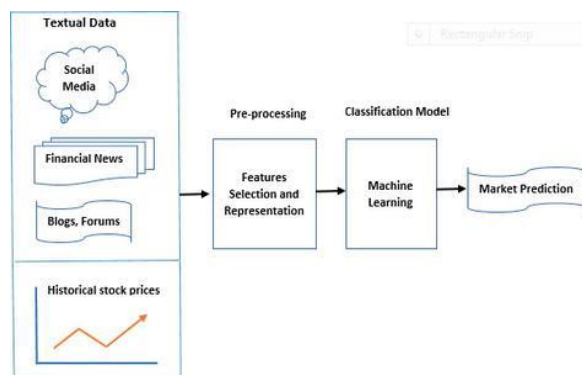 Textual Data
Social
Media
Financial News
Blogs, Forums
Historical stock prices
Pre-processing
Features
Selection and
Representation
Classification Model
Machine
Learning
Market Prediction
Rectangular Snip